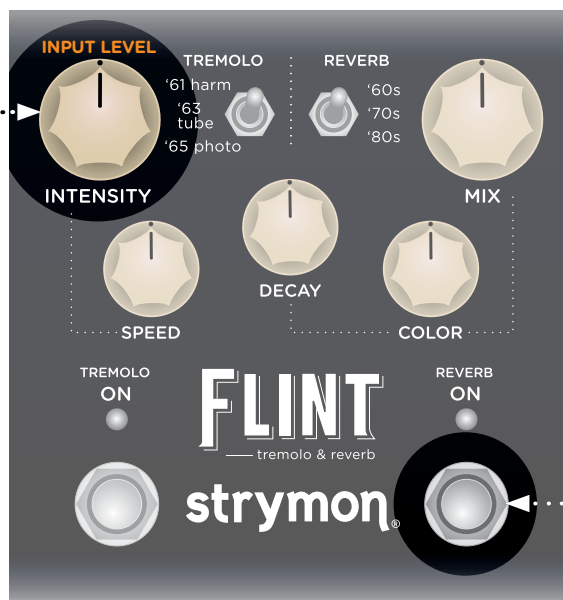 INPUT LEVEL
TREMOLO
REVERB
‘61 harm
‘63
tube
‘65 photo
‘60s
‘70s
‘80s
INTENSITY
MIX
DECAY
SPEED
COLOR
TREMOLO
ON
REVERB
ON
FLINT
tremolo & reverb
strymon®